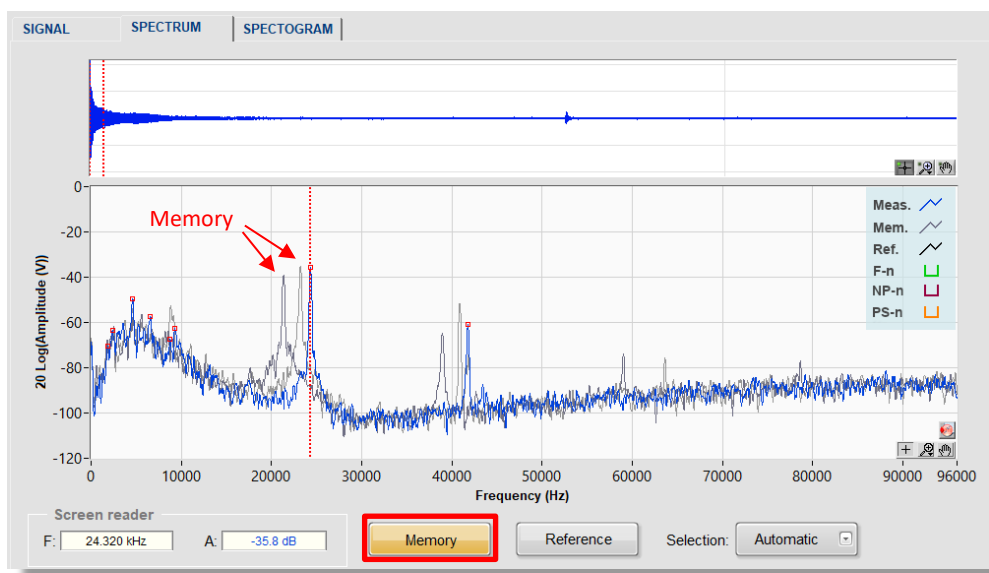 SIGNAL SPECTRUM SPECTOGRAM
0-
-20-
-40-
-60-
-80-
-100-
-120-
20 Log(Amplitude (V))
Memory
Meas.
Mem.
Ref.
F-n
NP-n
PS-n
0 10000 20000 30000 40000 50000 60000 70000 80000 90000 96000
Frequency (Hz)
Screen reader
F: 24.320 kHz A: -35.8 dB Memory Reference Selection: Automatic